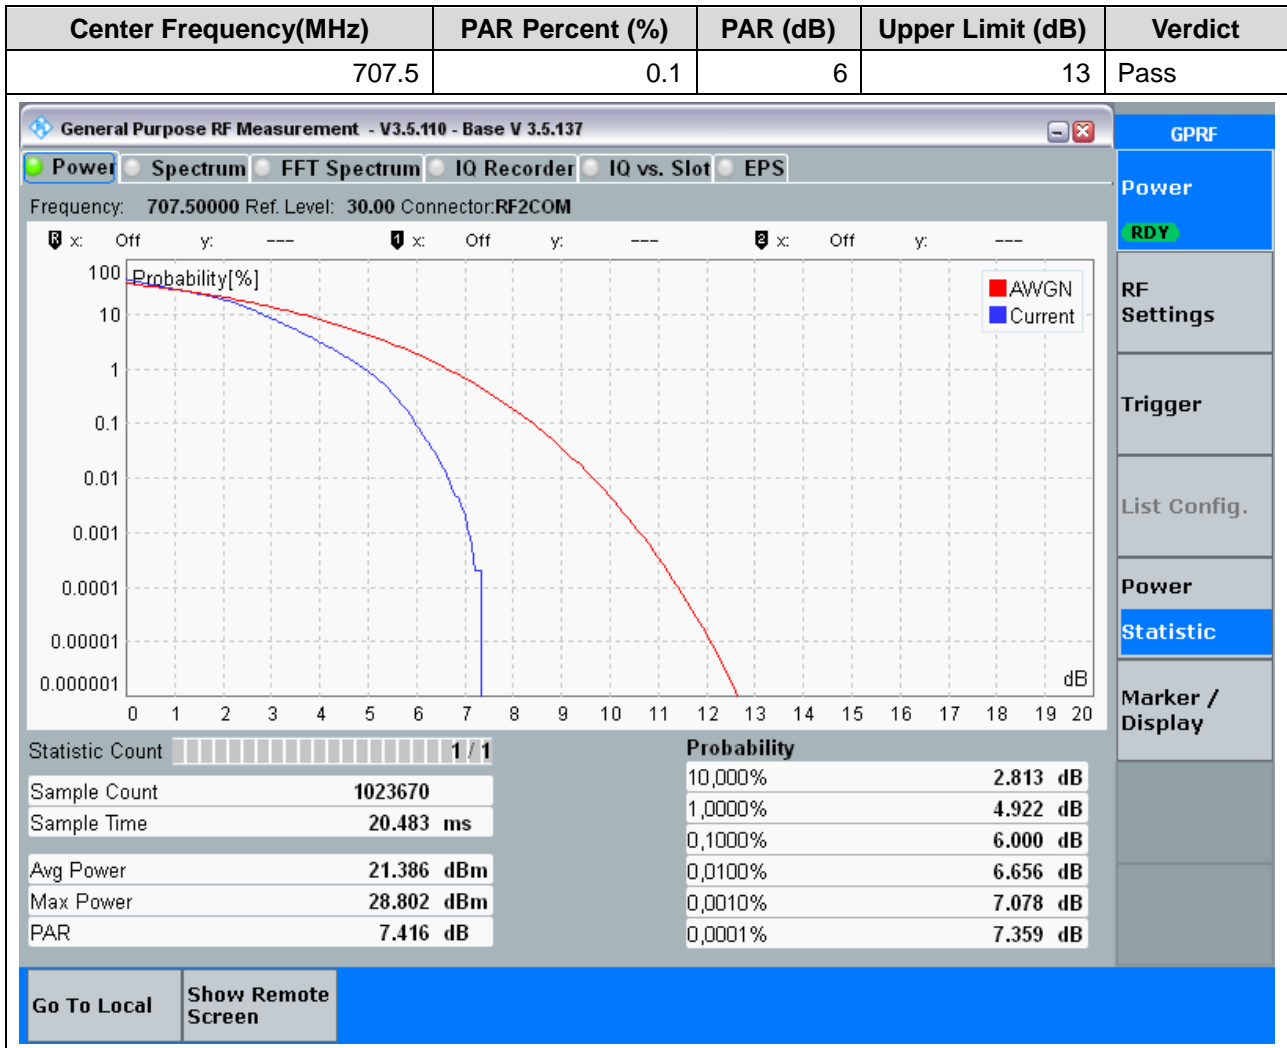 Center Frequency(MHz) PAR Percent (%) PAR (dB) Upper Limit (dB) Verdict
707.5 0.1 6 13 Pass
General Purpose RF Measurement - V3.5.110 - Base V 3.5.137
GPRF
Power Spectrum FFT Spectrum IQ Recorder IQ vs. Slot EPS
Frequency: 707.50000 Ref. Level: 30.00 Connector:RF2COM
R x: Off y: --- 1 x: Off y: --- 2 x: Off y: ---
Probability[%]
AWGN
Current
100
10
1
0.1
0.01
0.001
0.0001
0.00001
0.000001
dB
0 1 2 3 4 5 6 7 8 9 10 11 12 13 14 15 16 17 18 19 20
Statistic Count 1 / 1
Sample Count 1023670
Sample Time 20.483 ms
Avg Power 21.386 dBm
Max Power 28.802 dBm
PAR 7.416 dB
Probability
10,000% 2.813 dB
1,0000% 4.922 dB
0,1000% 6.000 dB
0,0100% 6.656 dB
0,0010% 7.078 dB
0,0001% 7.359 dB
Power
RDY
RF
Settings
Trigger
List Config.
Power
Statistic
Marker /
Display
Go To Local
Show Remote
Screen